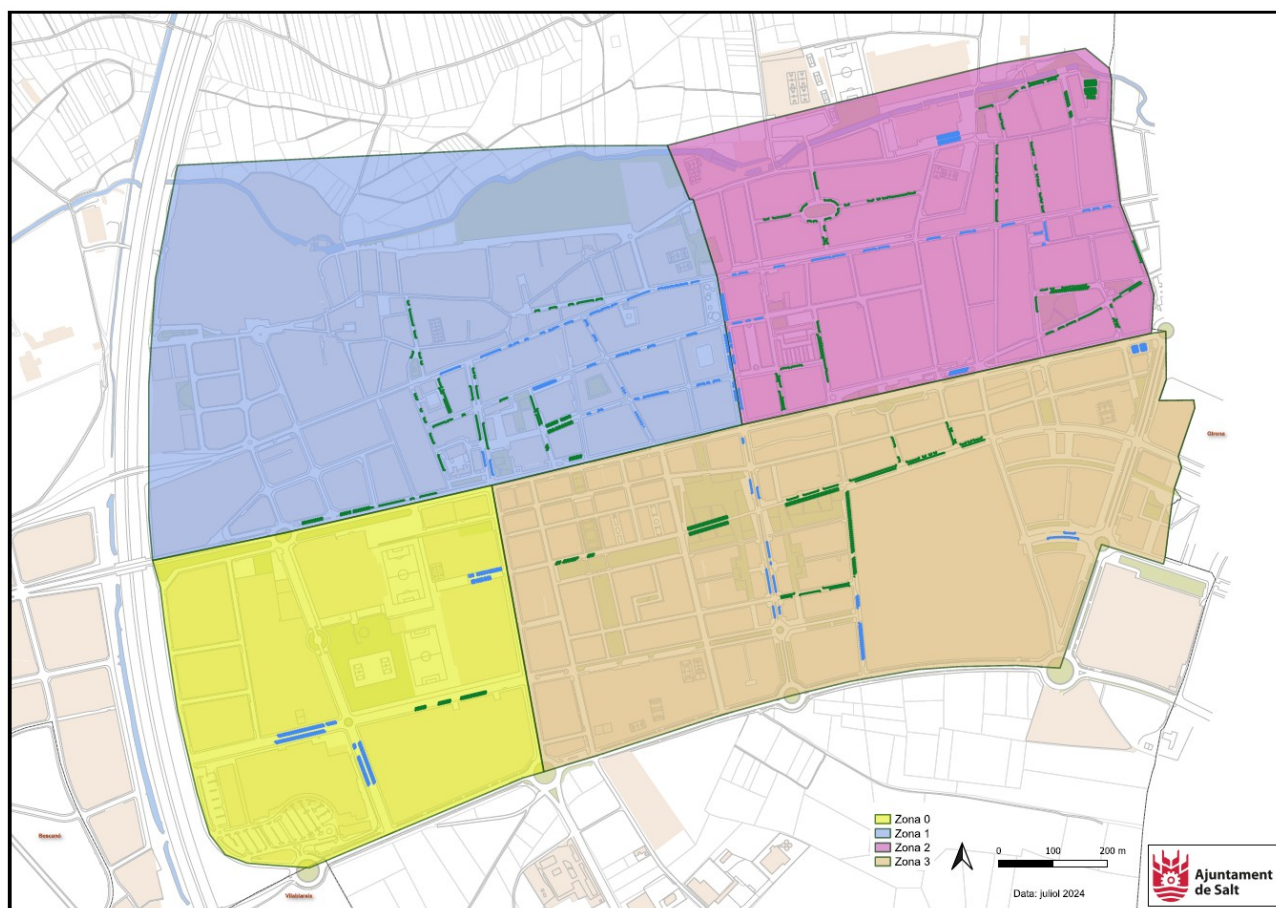 Girona
Bescanó
Vilablareix
Zona 0
Zona 1
Zona 2
Zona 3
0 100 200 m
Data: juliol 2024
Ajuntament
de Salt